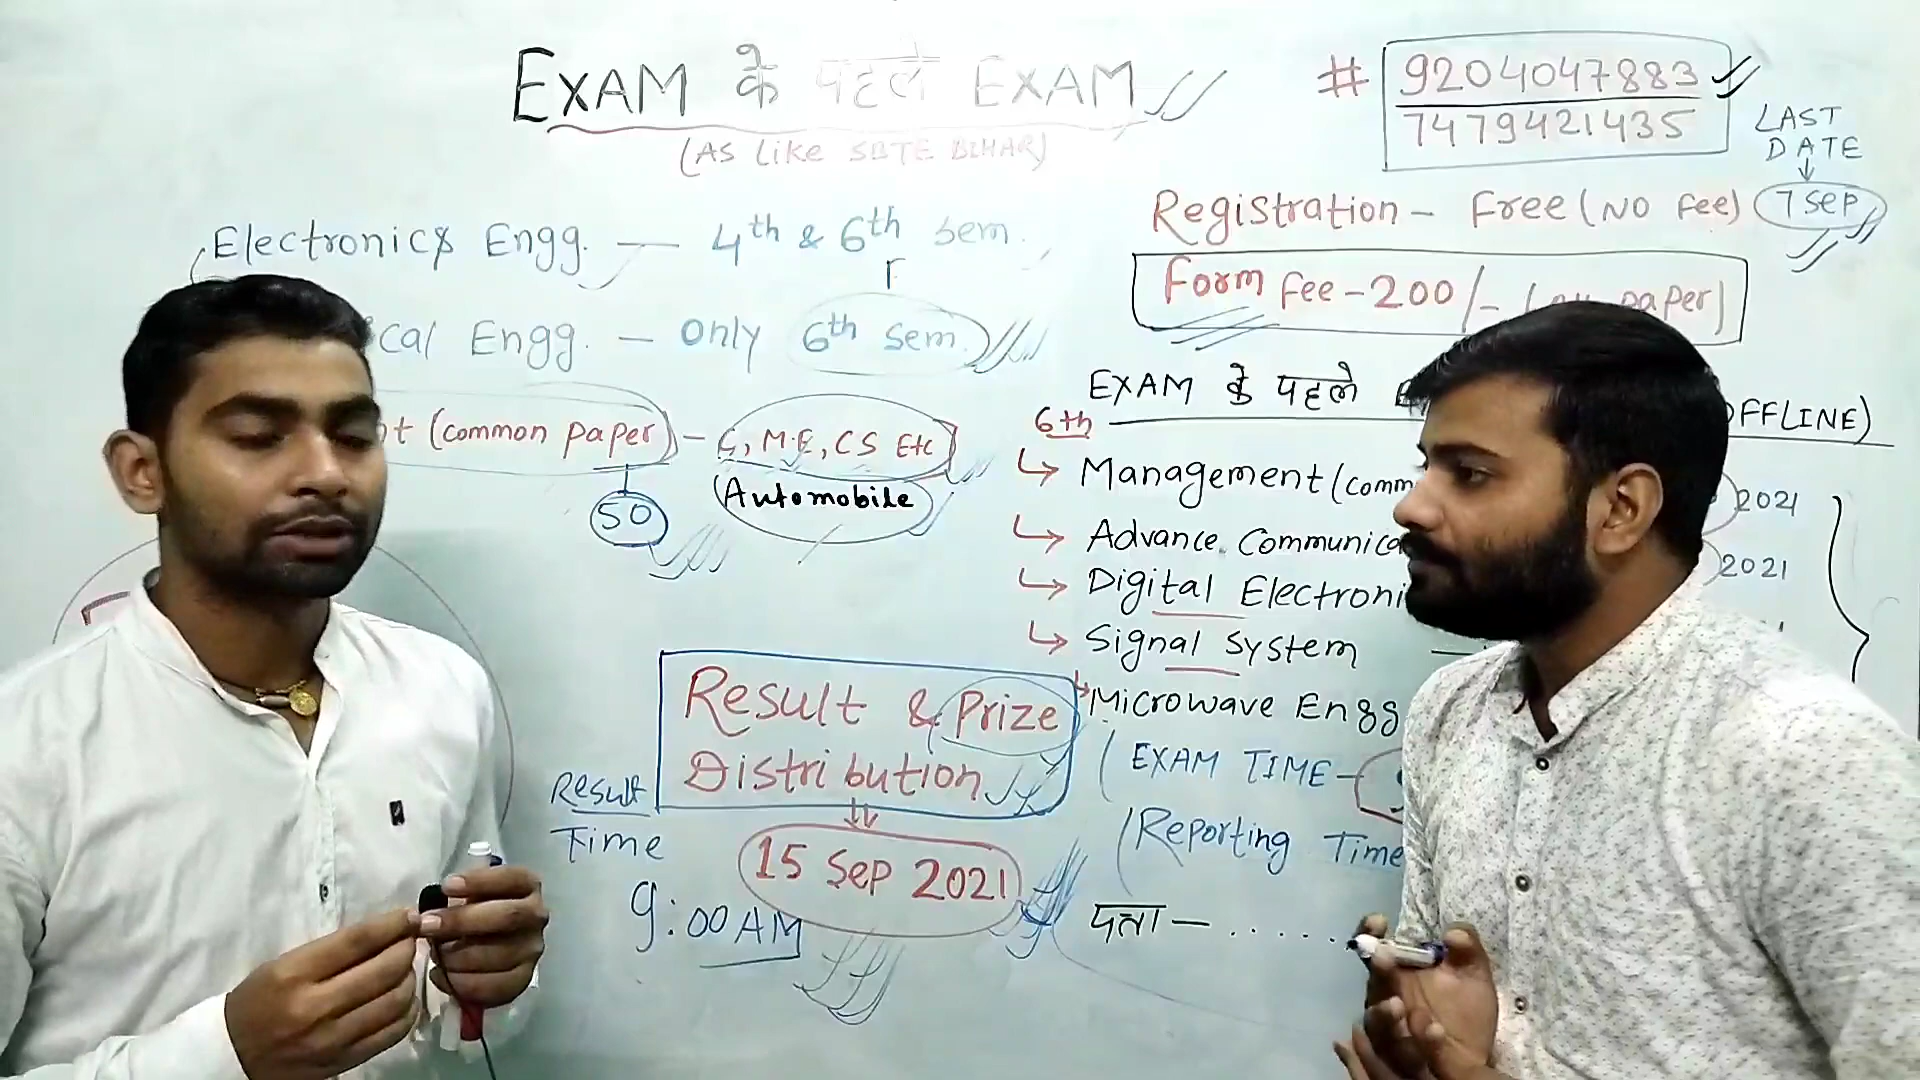 EXAM के पहले EXAM
(AS Like SBTE BIHAR)
# 9204047883
7479421435
LAST
DATE
7 Sep
Registration - Free (NO Fee)
Form Fee - 200/- paper)
Electronics Engg. — 4th & 6th Sem.
cal Engg. — Only 6th Sem.
t (common paper) - C, M.E, CS Etc
50
(Automobile
EXAM के पहले OFFLINE)
6th
Management (comm 2021
Advance Communica 2021
Digital Electroni
Signal System
Microwave Engg
EXAM TIME -
Reporting Time
पता - . . . . .
Result & Prize
Distribution
Result
Time
15 Sep 2021
9:00 AM